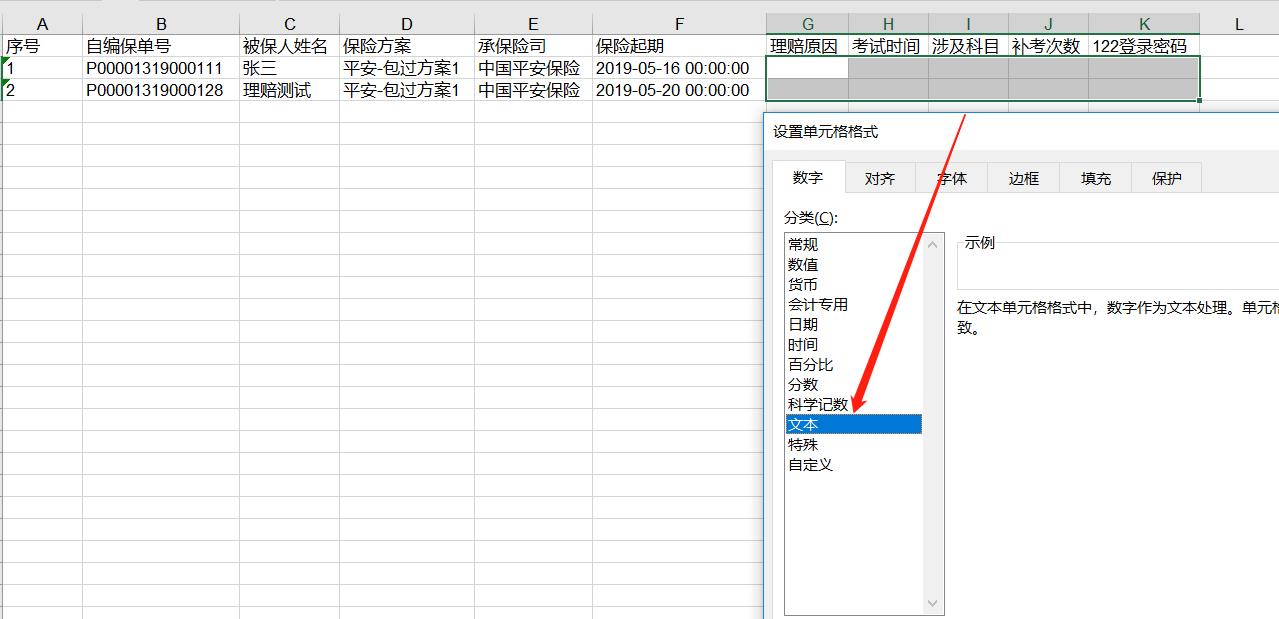 A B C D E F G H I J K L
序号 自编保单号 被保人姓名 保险方案 承保险司 保险起期 理赔原因 考试时间 涉及科目 补考次数 122登录密码
1 P00001319000111 张三 平安-包过方案1 中国平安保险 2019-05-16 00:00:00
2 P00001319000128 理赔测试 平安-包过方案1 中国平安保险 2019-05-20 00:00:00
设置单元格格式
数字 对齐 字体 边框 填充 保护
分类(C):
常规
数值
货币
会计专用
日期
时间
百分比
分数
科学记数
文本
特殊
自定义
示例
在文本单元格格式中，数字作为文本处理。单元格
致。